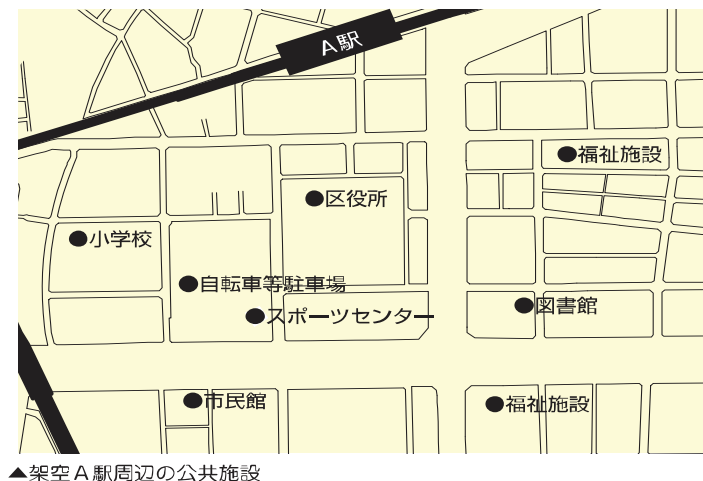 A駅
福祉施設
区役所
小学校
自転車等駐車場
図書館
スポーツセンター
市民館
福祉施設
▲架空A駅周辺の公共施設